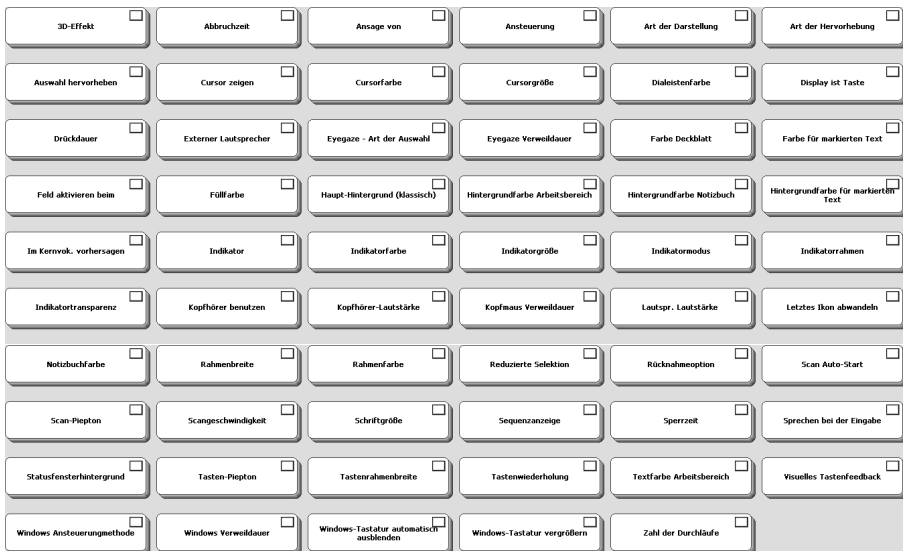 3D-Effekt
Abbruchzeit
Ansage von
Ansteuerung
Art der Darstellung
Art der Hervorhebung
Auswahl hervorheben
Cursor zeigen
Cursorfarbe
Cursorgröße
Dialeistenfarbe
Display ist Taste
Drückdauer
Externer Lautsprecher
Eyegaze - Art der Auswahl
Eyegaze Verweildauer
Farbe Deckblatt
Farbe für markierten Text
Feld aktivieren beim
Füllfarbe
Haupt-Hintergrund (klassisch)
Hintergrundfarbe Arbeitsbereich
Hintergrundfarbe Notizbuch
Hintergrundfarbe für markierten
Text
Im Kernvok. vorhersagen
Indikator
Indikatorfarbe
Indikatorgröße
Indikatormodus
Indikatorrahmen
Indikatortransparenz
Kopfhörer benutzen
Kopfhörer-Lautstärke
Kopfmaus Verweildauer
Lautspr. Lautstärke
Letztes Ikon abwandeln
Notizbuchfarbe
Rahmenbreite
Rahmenfarbe
Reduzierte Selektion
Rücknahmeoption
Scan Auto-Start
Scan-Piepton
Scangeschwindigkeit
Schriftgröße
Sequenzanzeige
Sperrzeit
Sprechen bei der Eingabe
Statusfensterhintergrund
Tasten-Piepton
Tastenrahmenbreite
Tastenwiederholung
Textfarbe Arbeitsbereich
Visuelles Tastenfeedback
Windows Ansteuerungmethode
Windows Verweildauer
Windows-Tastatur automatisch
ausblenden
Windows-Tastatur vergrößern
Zahl der Durchläufe